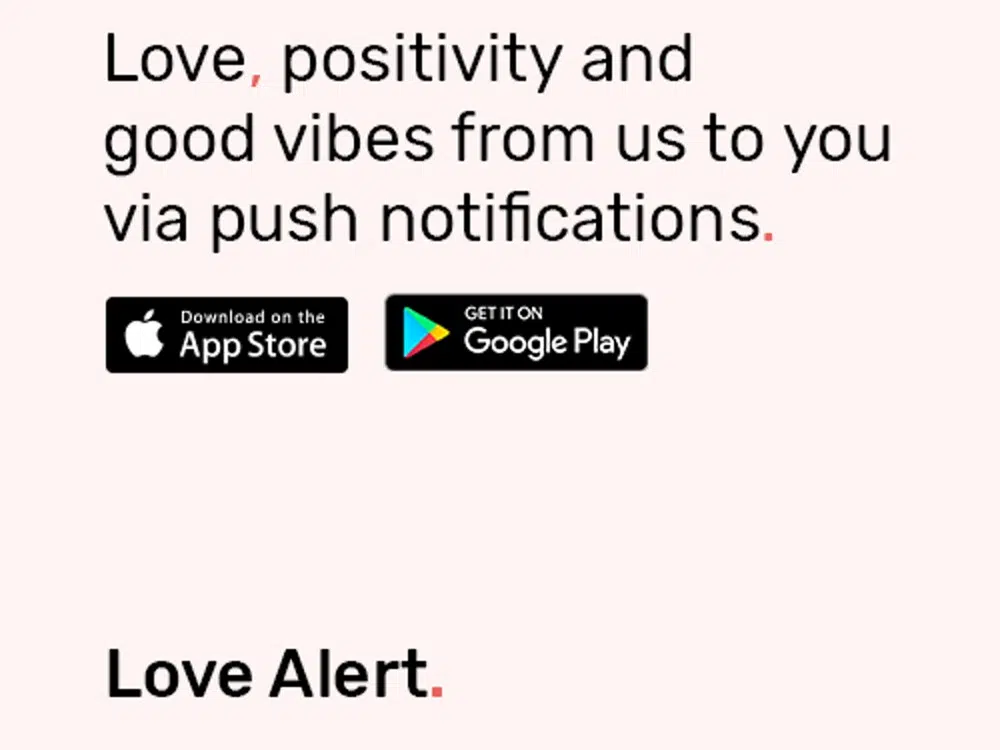 Love, positivity and
good vibes from us to you
via push notifications.
Download on the
App Store
GET IT ON
Google Play
Love Alert.